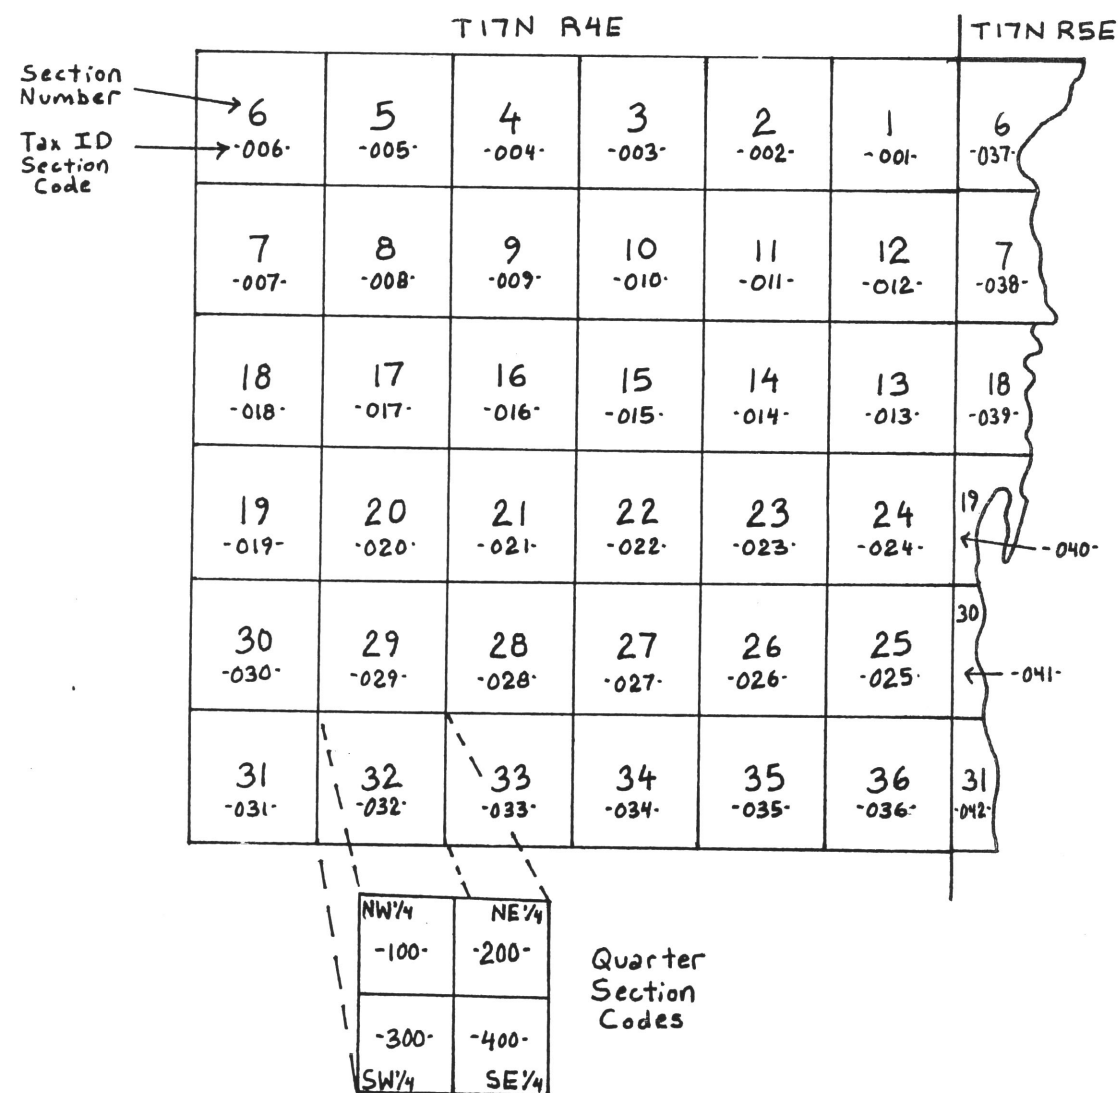 T17N R4E
T17N R5E
Section
Number
Tax ID
Section
Code
6 5 4 3 2 1 6
-006- -005- -004- -003- -002- -001- -037-
7 8 9 10 11 12 7
-007- -008- -009- -010- -011- -012- -038-
18 17 16 15 14 13 18
-018- -017- -016- -015- -014- -013- -039-
19 20 21 22 23 24 19
-019- -020- -021- -022- -023- -024- -040-
30 29 28 27 26 25 30
-030- -029- -028- -027- -026- -025- -041-
31 32 33 34 35 36 31
-031- -032- -033- -034- -035- -036- -042-
NW¼ NE¼
-100- -200-
-300- -400-
SW¼ SE¼
Quarter
Section
Codes